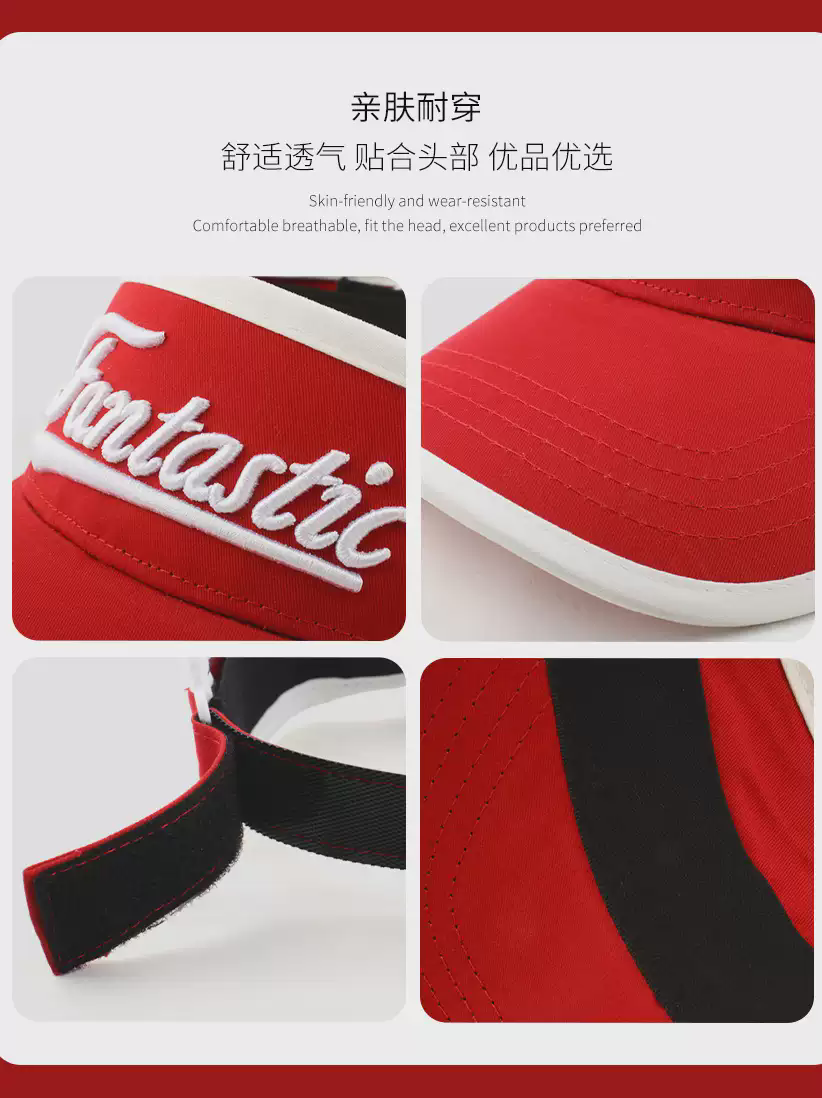 亲肤耐穿
舒适透气 贴合头部 优品优选
Skin-friendly and wear-resistant
Comfortable breathable, fit the head, excellent products preferred
Fantastic